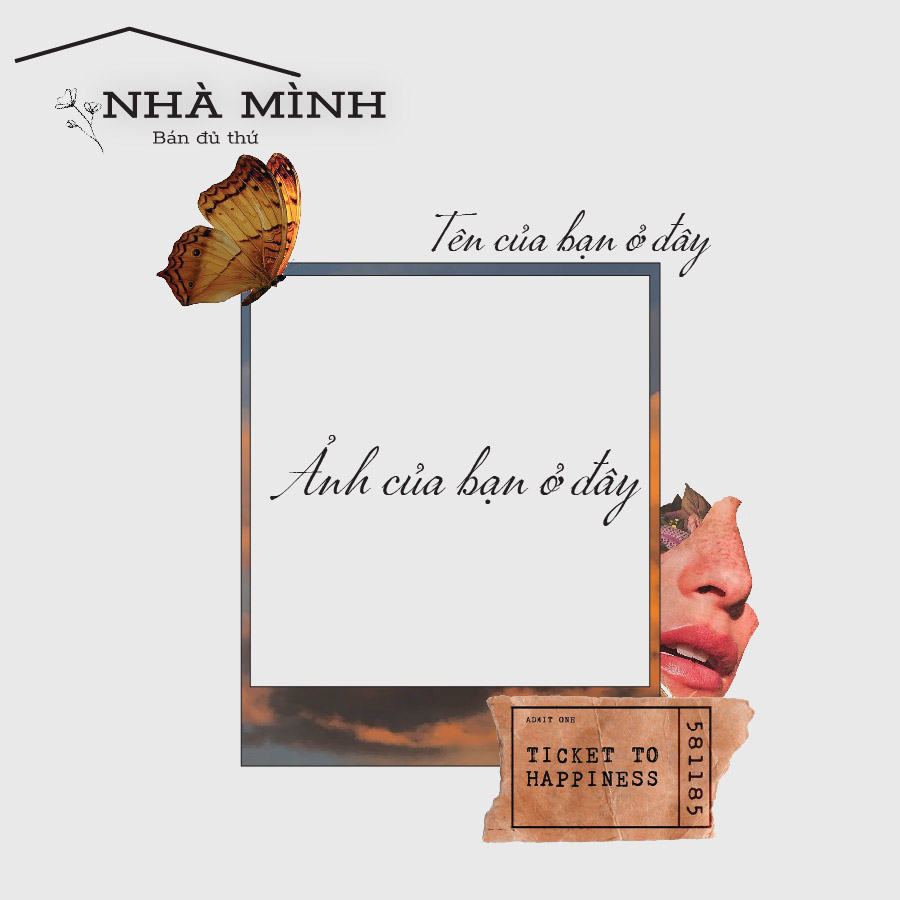 NHÀ MÌNH
Bán đủ thứ
Tên của bạn ở đây
Ảnh của bạn ở đây
ADMIT ONE
TICKET TO
HAPPINESS
581185